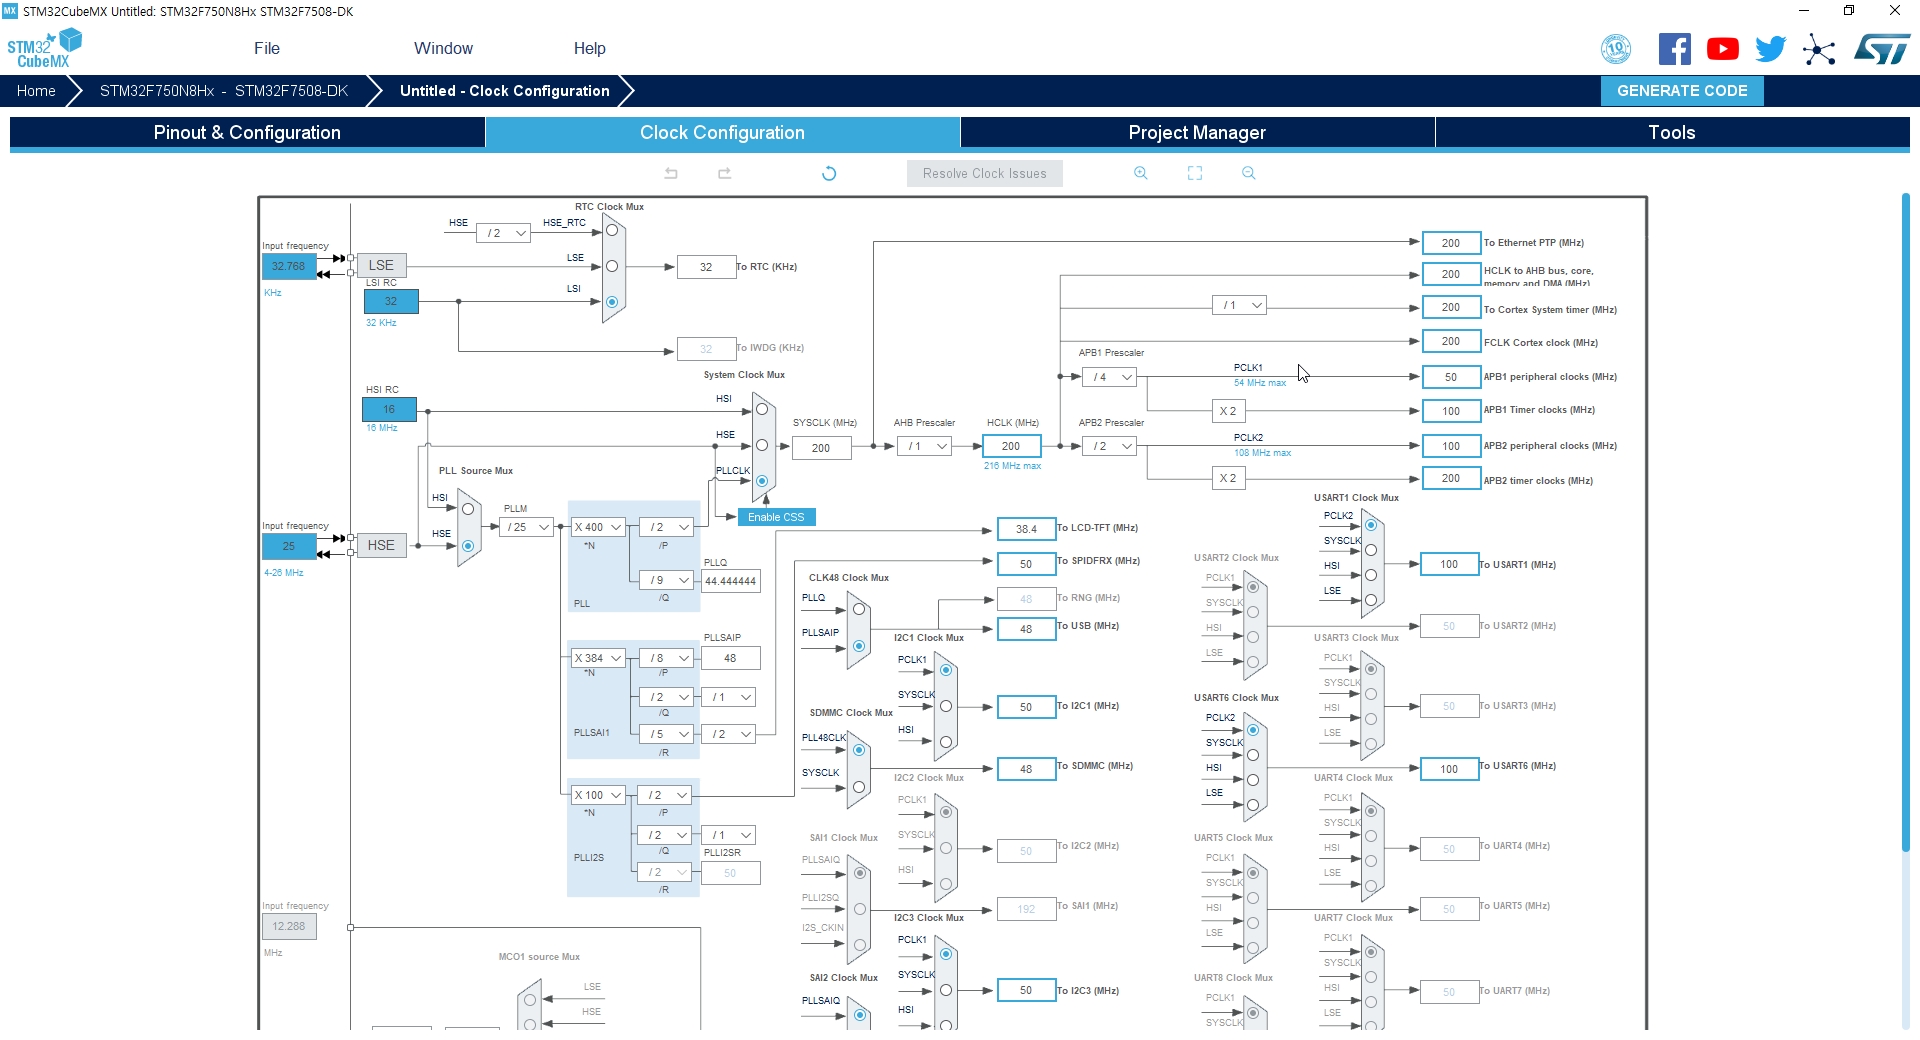 MX STM32CubeMX Untitled: STM32F750N8Hx STM32F7508-DK
STM32
CubeMX
File
Window
Help
10
Home
STM32F750N8Hx - STM32F7508-DK
Untitled - Clock Configuration
GENERATE CODE
Pinout & Configuration
Clock Configuration
Project Manager
Tools
Resolve Clock Issues
RTC Clock Mux
HSE
/ 2
HSE_RTC
Input frequency
32.768
KHz
LSE
LSE
LSI RC
32
32 KHz
LSI
32
To RTC (KHz)
32
To IWDG (KHz)
System Clock Mux
HSI RC
16
16 MHz
HSI
HSE
PLLCLK
SYSCLK (MHz)
200
AHB Prescaler
/ 1
HCLK (MHz)
200
216 MHz max
Enable CSS
200
To Ethernet PTP (MHz)
200
HCLK to AHB bus, core,
memory and DMA (MHz)
/ 1
200
To Cortex System timer (MHz)
200
FCLK Cortex clock (MHz)
APB1 Prescaler
/ 4
PCLK1
54 MHz max
50
APB1 peripheral clocks (MHz)
X 2
100
APB1 Timer clocks (MHz)
APB2 Prescaler
/ 2
PCLK2
108 MHz max
100
APB2 peripheral clocks (MHz)
X 2
200
APB2 timer clocks (MHz)
PLL Source Mux
HSI
HSE
Input frequency
25
4-26 MHz
HSE
PLLM
/ 25
X 400
*N
/ 2
/P
/ 9
/Q
PLLQ
44.444444
PLL
X 384
*N
/ 8
/P
PLLSAIP
48
/ 2
/Q
/ 1
/ 5
/R
/ 2
PLLSAI1
X 100
*N
/ 2
/P
/ 2
/Q
/ 1
PLLI2SR
/ 2
/R
50
PLLI2S
38.4
To LCD-TFT (MHz)
50
To SPIDFRX (MHz)
CLK48 Clock Mux
PLLQ
PLLSAIP
48
To RNG (MHz)
48
To USB (MHz)
I2C1 Clock Mux
PCLK1
SYSCLK
HSI
50
To I2C1 (MHz)
SDMMC Clock Mux
PLL48CLK
SYSCLK
48
To SDMMC (MHz)
I2C2 Clock Mux
PCLK1
SYSCLK
HSI
50
To I2C2 (MHz)
SAI1 Clock Mux
PLLSAIQ
PLLI2SQ
I2S_CKIN
192
To SAI1 (MHz)
I2C3 Clock Mux
PCLK1
SYSCLK
HSI
50
To I2C3 (MHz)
SAI2 Clock Mux
PLLSAIQ
USART1 Clock Mux
PCLK2
SYSCLK
HSI
LSE
100
To USART1 (MHz)
USART2 Clock Mux
PCLK1
SYSCLK
HSI
LSE
50
To USART2 (MHz)
USART3 Clock Mux
PCLK1
SYSCLK
HSI
LSE
50
To USART3 (MHz)
USART6 Clock Mux
PCLK2
SYSCLK
HSI
LSE
100
To USART6 (MHz)
UART4 Clock Mux
PCLK1
SYSCLK
HSI
LSE
50
To UART4 (MHz)
UART5 Clock Mux
PCLK1
SYSCLK
HSI
LSE
50
To UART5 (MHz)
UART7 Clock Mux
PCLK1
SYSCLK
HSI
LSE
50
To UART7 (MHz)
UART8 Clock Mux
PCLK1
SYSCLK
Input frequency
12.288
MHz
MCO1 source Mux
LSE
HSE